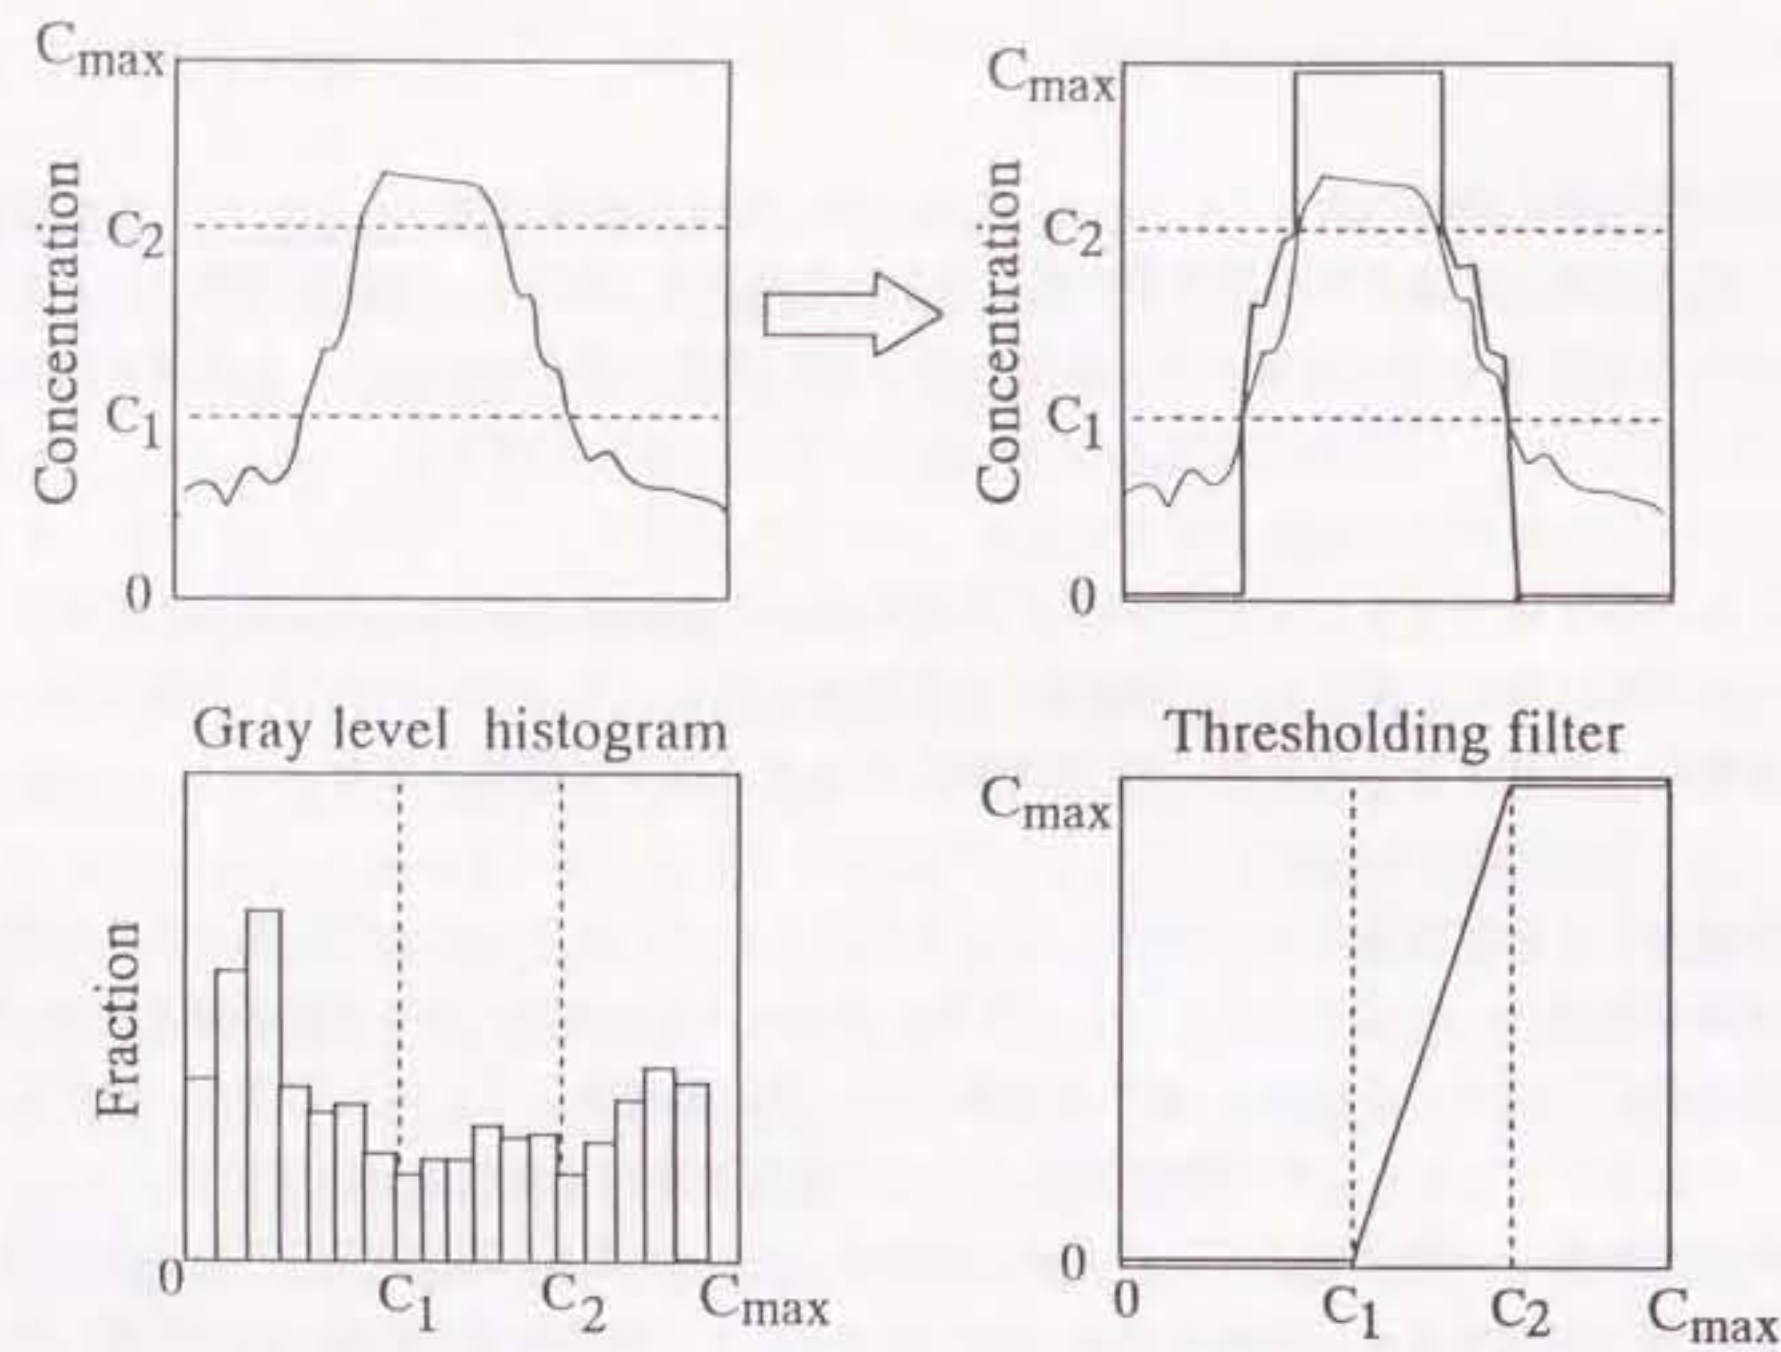 Cmax
Concentration
C2
C1
0
Cmax
Concentration
C2
C1
0
Gray level histogram
Fraction
0
C1
C2
Cmax
Thresholding filter
Cmax
0
0
C1
C2
Cmax